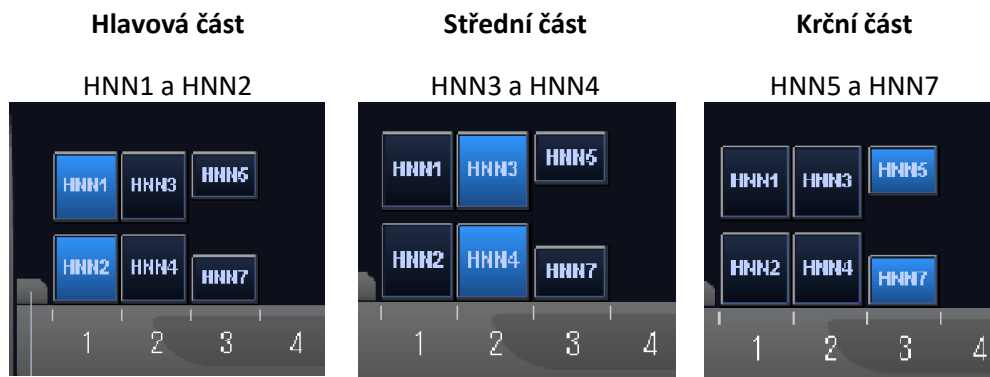 Hlavová část
Střední část
Krční část
HNN1 a HNN2
HNN3 a HNN4
HNN5 a HNN7
HNN1 HNN3 HNN5
HNN2 HNN4 HNN7
1 2 3 4
HNN1 HNN3 HNN5
HNN2 HNN4 HNN7
1 2 3 4
HNN1 HNN3 HNN5
HNN2 HNN4 HNN7
1 2 3 4